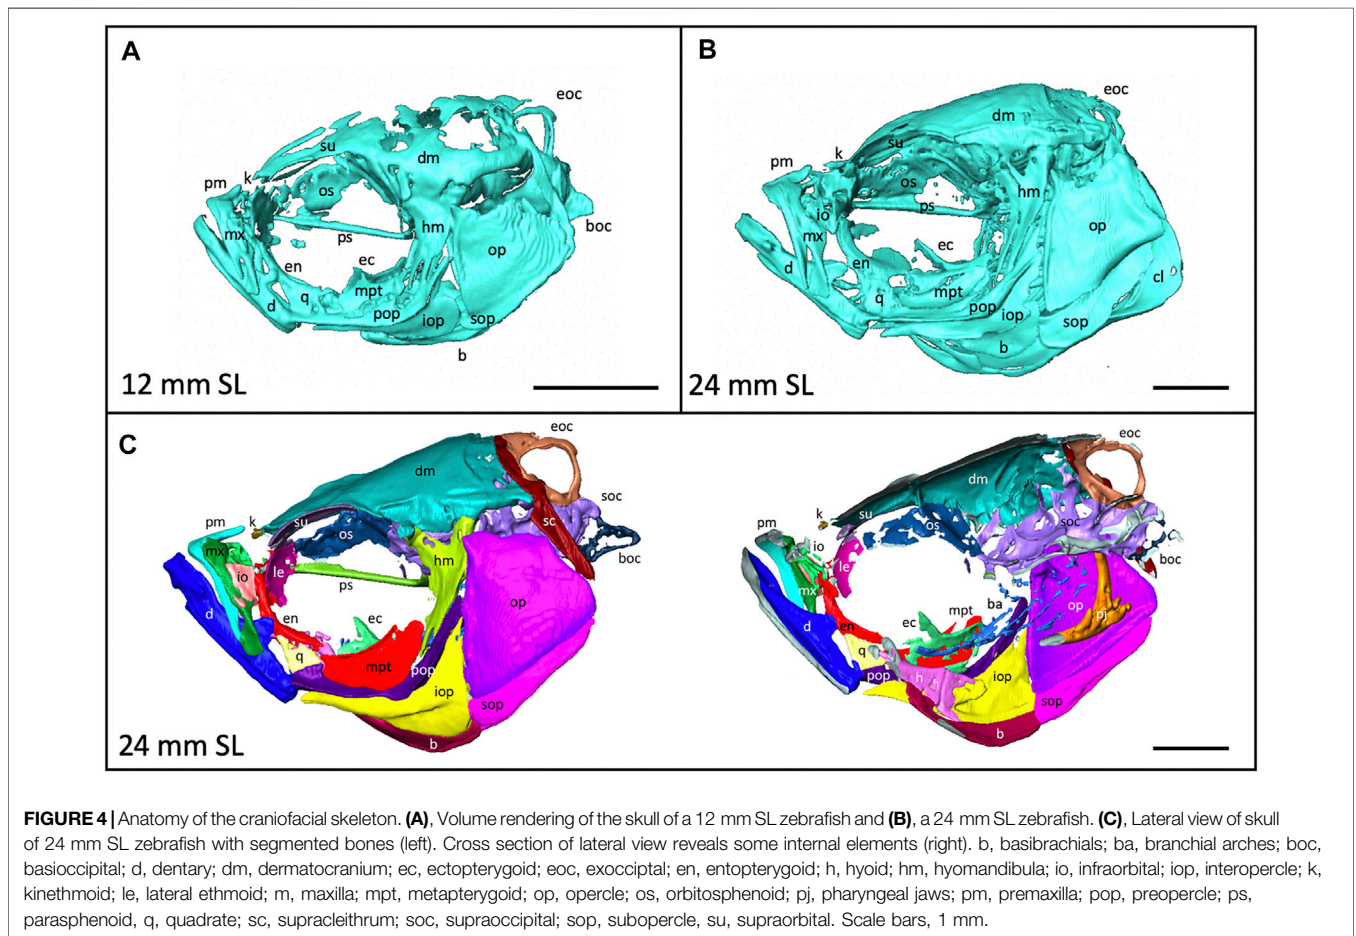 A
eoc
su
dm
k
pm
os
mx
hm
ps
op
boc
en
ec
q
mpt
d
pop
iop
sop
b
12 mm SL
B
eoc
dm
su
k
pm
os
hm
io
ps
op
mx
ec
en
d
cl
mpt
q
pop
iop
sop
b
24 mm SL
C
eoc
dm
soc
pm
k
su
sc
os
mx
hm
boc
io
le
ps
op
d
en
ec
q
mpt
pop
iop
sop
b
24 mm SL
eoc
dm
k
su
pm
os
soc
io
boc
le
mx
mpt
ba
op
pj
ec
d
en
q
pop
h
iop
sop
b
FIGURE 4 | Anatomy of the craniofacial skeleton. (A), Volume rendering of the skull of a 12 mm SL zebrafish and (B), a 24 mm SL zebrafish. (C), Lateral view of skull
of 24 mm SL zebrafish with segmented bones (left). Cross section of lateral view reveals some internal elements (right). b, basibrachials; ba, branchial arches; boc,
basioccipital; d, dentary; dm, dermatocranium; ec, ectopterygoid; eoc, exocciptal; en, entopterygoid; h, hyoid; hm, hyomandibula; io, infraorbital; iop, interopercle; k,
kinethmoid; le, lateral ethmoid; m, maxilla; mpt, metapterygoid; op, opercle; os, orbitosphenoid; pj, pharyngeal jaws; pm, premaxilla; pop, preopercle; ps,
parasphenoid, q, quadrate; sc, supracleithrum; soc, supraoccipital; sop, subopercle, su, supraorbital. Scale bars, 1 mm.